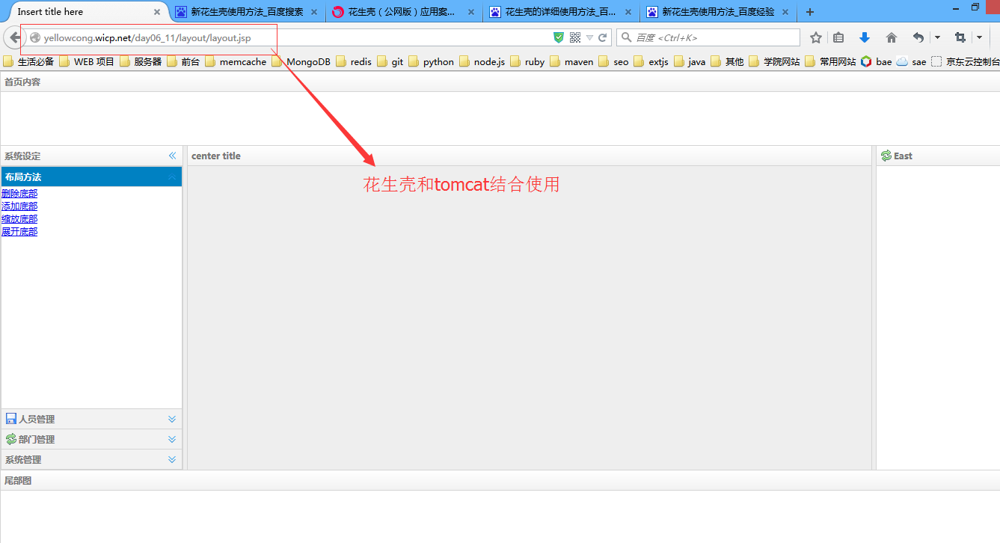 Insert title here
新花生壳使用方法_百度搜索
花生壳（公网版）应用案...
花生壳的详细使用方法_百...
新花生壳使用方法_百度经验
yellowcong.wicp.net/day06_11/layout/layout.jsp
百度 <Ctrl+K>
生活必备 WEB 项目 服务器 前台 memcache MongoDB redis git python node.js ruby maven seo extjs java 其他 学院网站 常用网站 bae sae 京东云控制台
首页内容
系统设定
center title
East
布局方法
花生壳和tomcat结合使用
删除底部
添加底部
缩放底部
展开底部
人员管理
部门管理
系统管理
尾部图